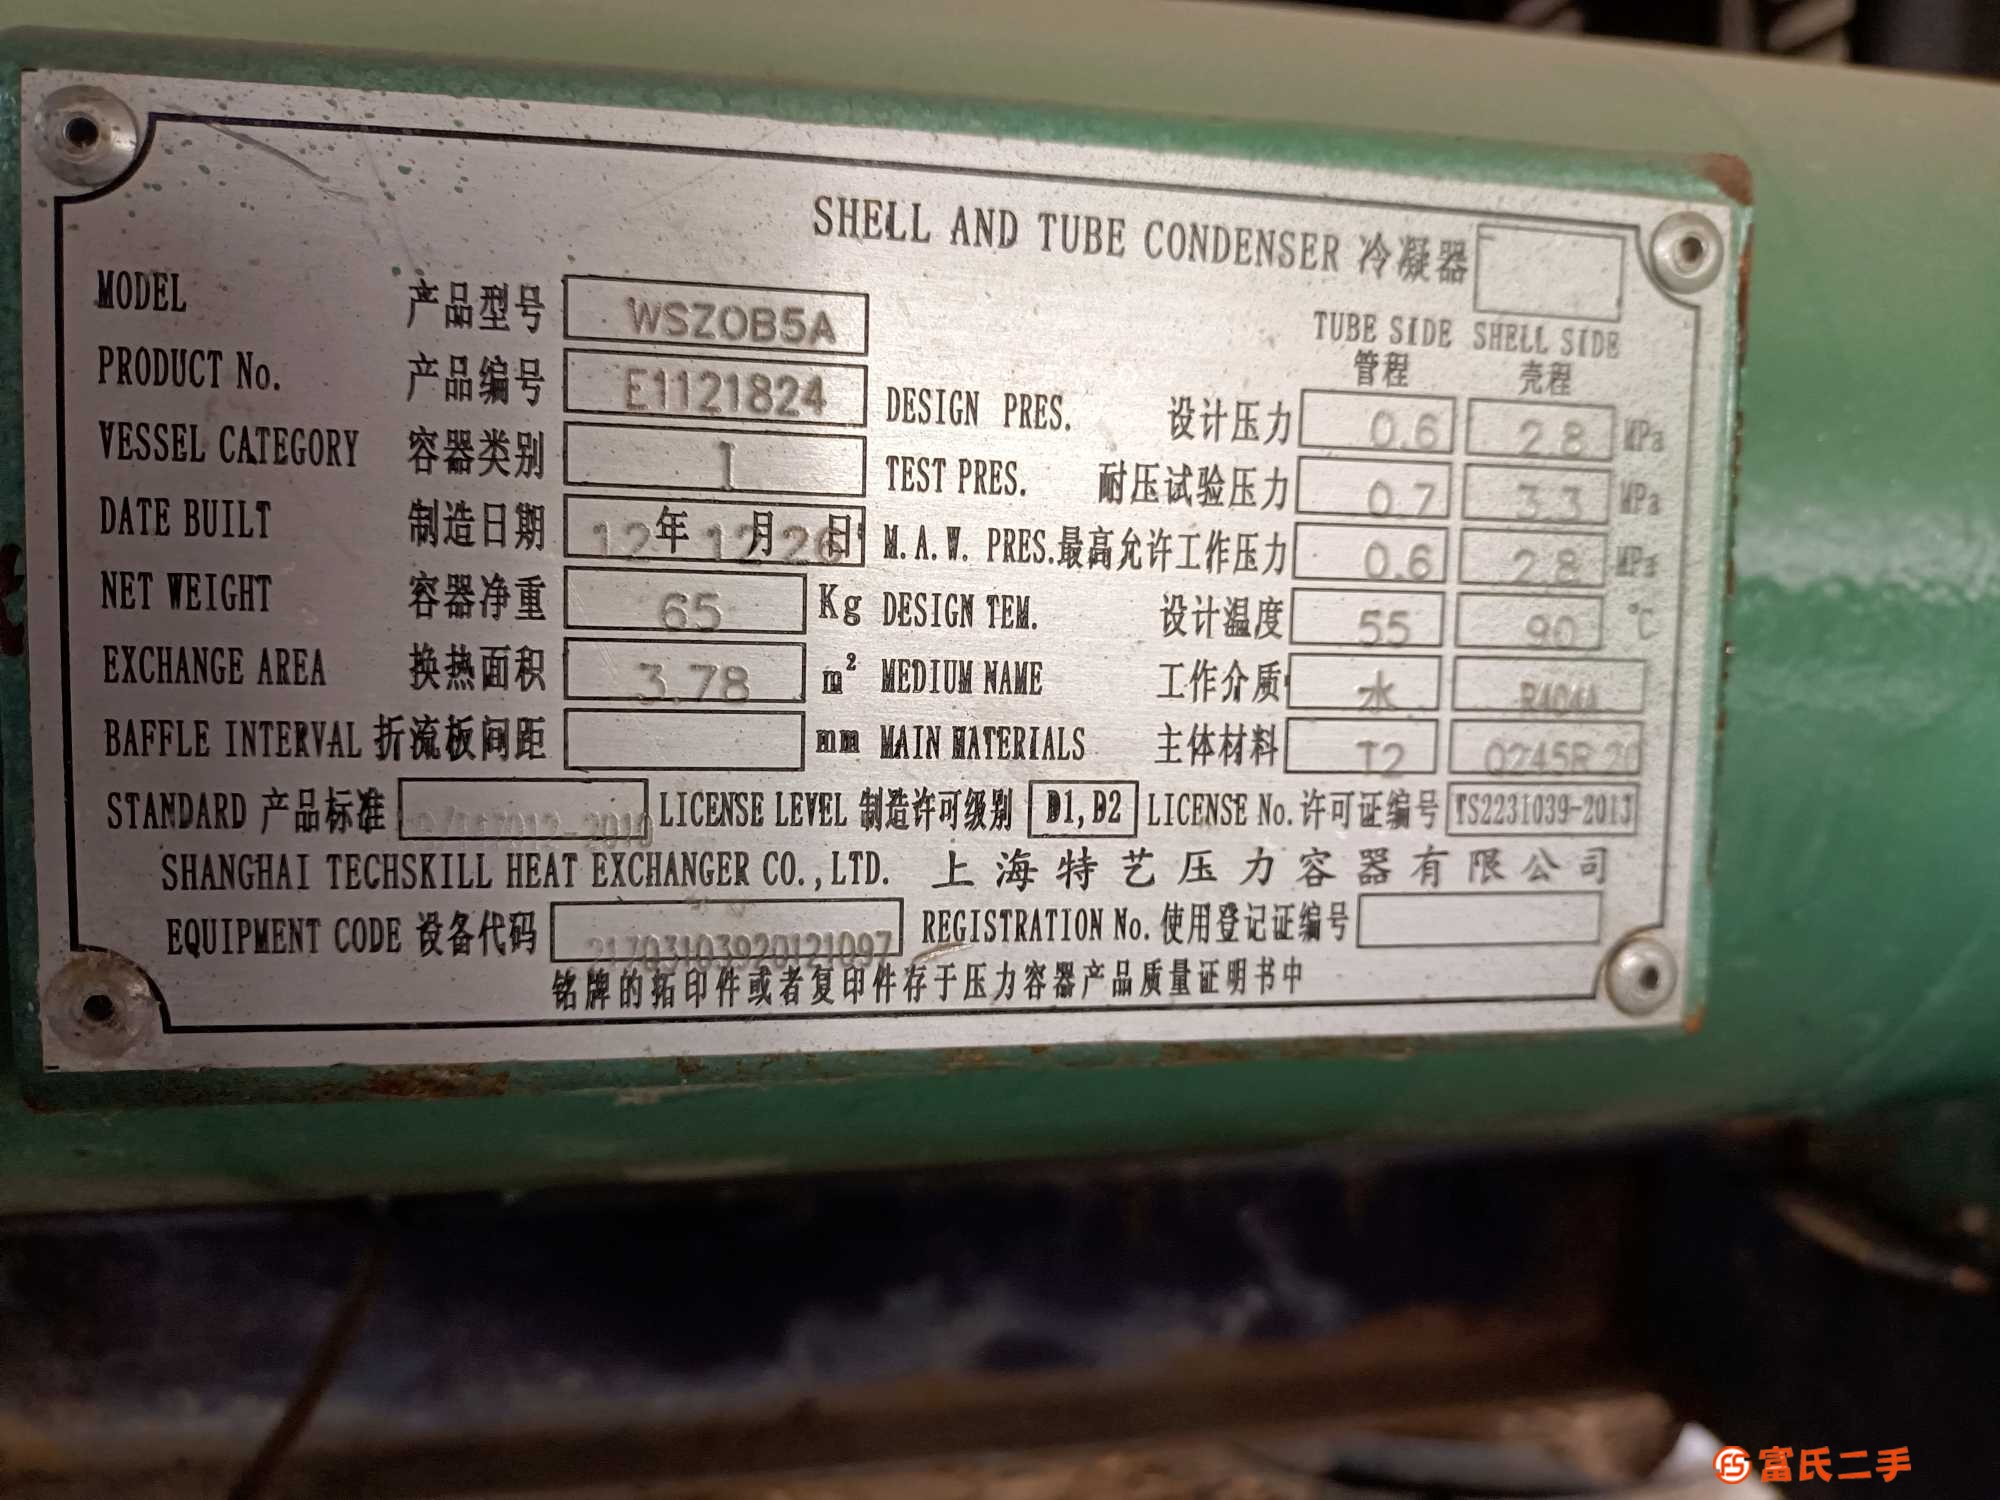 SHELL AND TUBE CONDENSER 冷凝器
MODEL 产品型号 WSZOB5A
PRODUCT No. 产品编号 E1121824
VESSEL CATEGORY 容器类别 I
DATE BUILT 制造日期 12年 12月 26日
NET WEIGHT 容器净重 65 Kg
EXCHANGE AREA 换热面积 3.78 m²
BAFFLE INTERVAL 折流板间距 mm
TUBE SIDE SHELL SIDE
管程 壳程
DESIGN PRES. 设计压力 0.6 2.8 MPa
TEST PRES. 耐压试验压力 0.7 3.3 MPa
M.A.W. PRES. 最高允许工作压力 0.6 2.8 MPa
DESIGN TEM. 设计温度 55 90 ℃
MEDIUM NAME 工作介质 水 R404A
MAIN MATERIALS 主体材料 T2 Q245R 20
STANDARD 产品标准 LICENSE LEVEL 制造许可级别 D1,D2 LICENSE No. 许可证编号 TS2231039-2013
SHANGHAI TECHSKILL HEAT EXCHANGER CO.,LTD. 上海特艺压力容器有限公司
EQUIPMENT CODE 设备代码 21703103920121097 REGISTRATION No. 使用登记证编号
铭牌的拓印件或者复印件存于压力容器产品质量证明书中
富氏二手